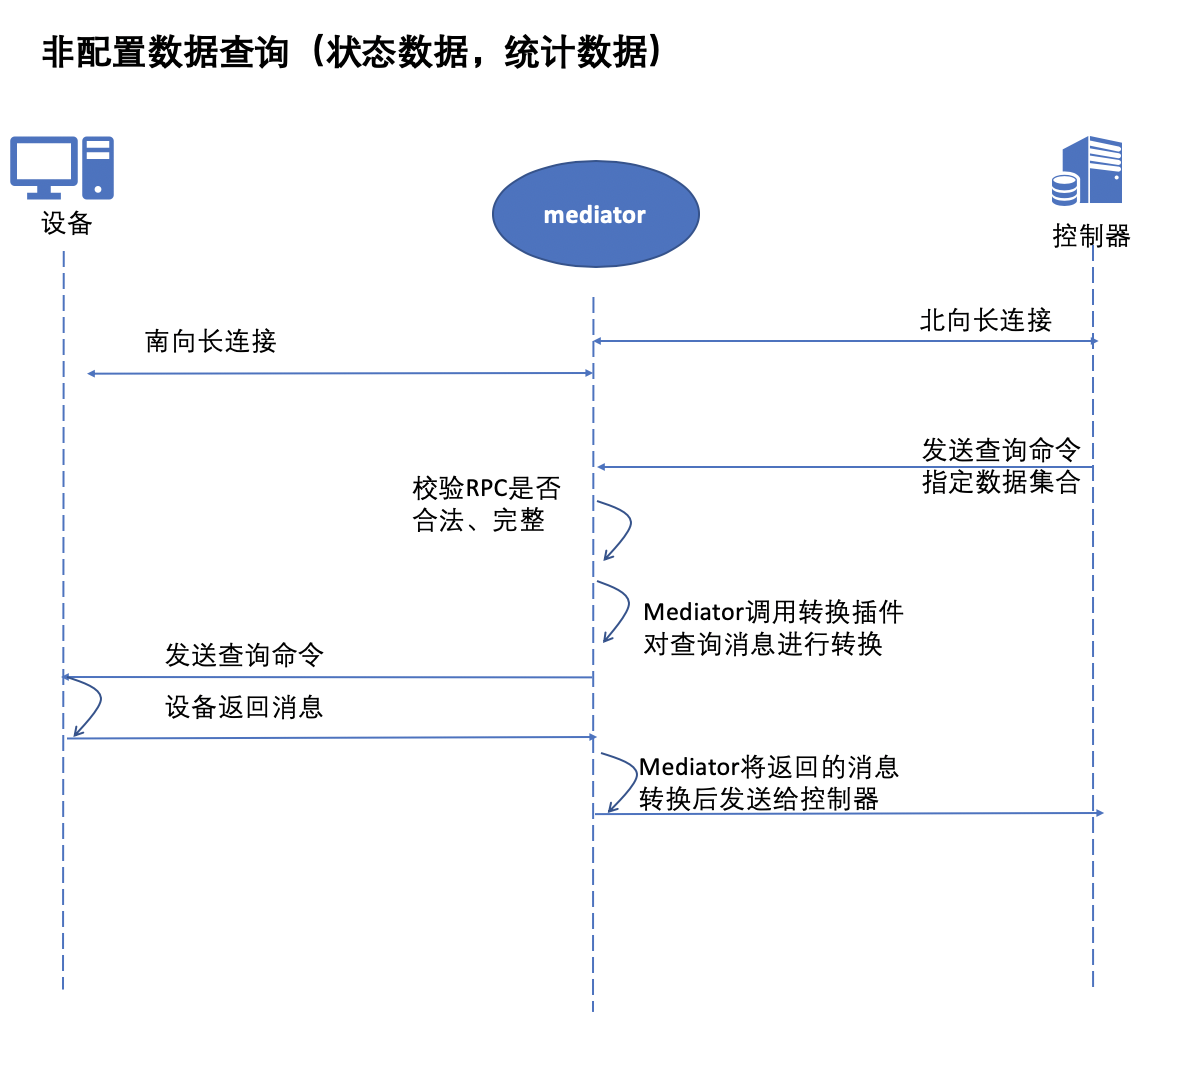 非配置数据查询（状态数据，统计数据）
设备
mediator
控制器
北向长连接
南向长连接
发送查询命令
指定数据集合
校验RPC是否
合法、完整
Mediator调用转换插件
对查询消息进行转换
发送查询命令
设备返回消息
Mediator将返回的消息
转换后发送给控制器